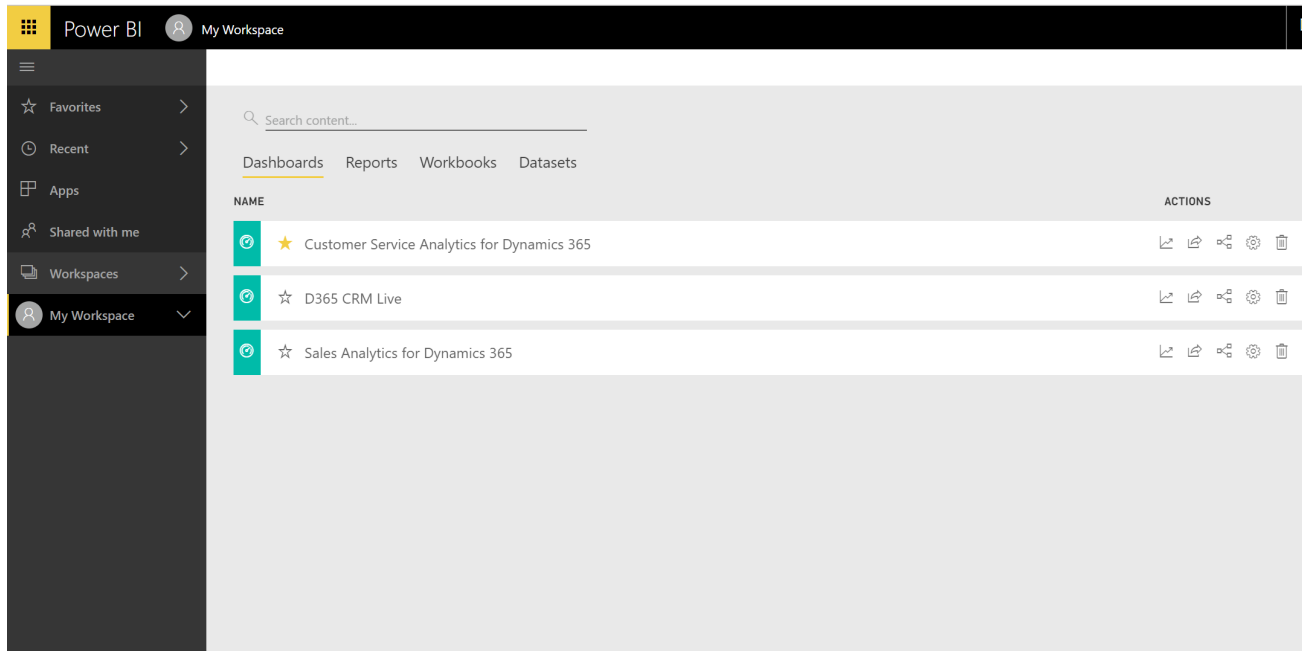 Power BI My Workspace
Favorites
Recent
Apps
Shared with me
Workspaces
My Workspace
Search content...
Dashboards Reports Workbooks Datasets
NAME ACTIONS
Customer Service Analytics for Dynamics 365
D365 CRM Live
Sales Analytics for Dynamics 365